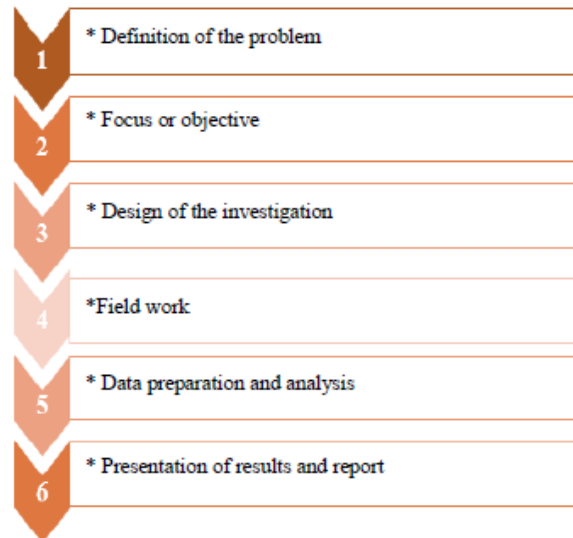 1
* Definition of the problem
2
* Focus or objective
3
* Design of the investigation
4
*Field work
5
* Data preparation and analysis
6
* Presentation of results and report